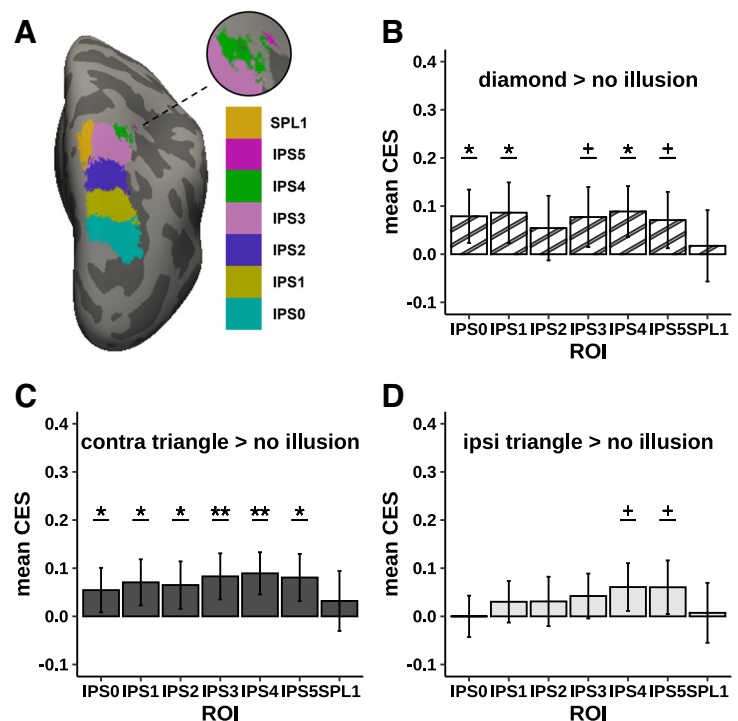 A
SPL1
IPS5
IPS4
IPS3
IPS2
IPS1
IPS0
B
diamond > no illusion
mean CES
0.4
0.3
0.2
0.1
0.0
-0.1
* * + * +
IPS0 IPS1 IPS2 IPS3 IPS4 IPS5 SPL1
ROI
C
contra triangle > no illusion
mean CES
0.4
0.3
0.2
0.1
0.0
-0.1
* * * ** ** *
IPS0 IPS1 IPS2 IPS3 IPS4 IPS5 SPL1
ROI
D
ipsi triangle > no illusion
mean CES
0.4
0.3
0.2
0.1
0.0
-0.1
+ +
IPS0 IPS1 IPS2 IPS3 IPS4 IPS5 SPL1
ROI